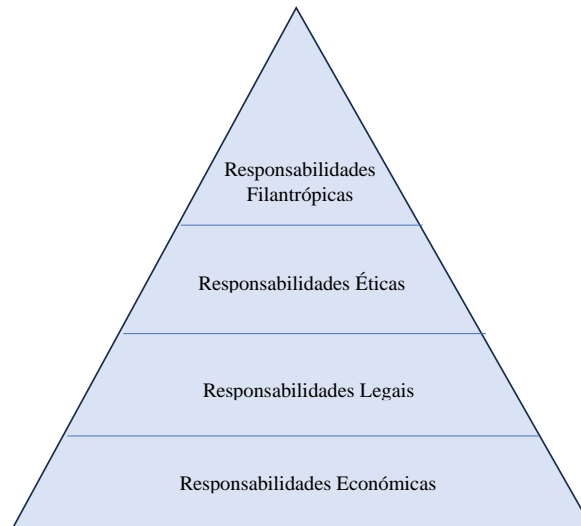 Responsabilidades
Filantrópicas
Responsabilidades Éticas
Responsabilidades Legais
Responsabilidades Económicas